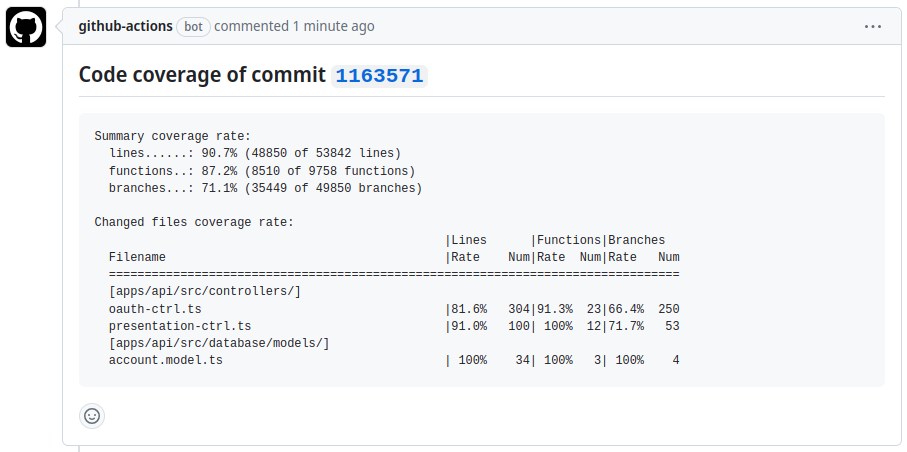 github-actions bot commented 1 minute ago ...
Code coverage of commit 1163571
Summary coverage rate:
  lines......: 90.7% (48850 of 53842 lines)
  functions..: 87.2% (8510 of 9758 functions)
  branches...: 71.1% (35449 of 49850 branches)
Changed files coverage rate:
                                                 |Lines      |Functions|Branches
  Filename                                       |Rate    Num|Rate  Num|Rate   Num
  ================================================================================
  [apps/api/src/controllers/]
  oauth-ctrl.ts                                  |81.6%   304|91.3%  23|66.4%  250
  presentation-ctrl.ts                           |91.0%   100| 100%  12|71.7%   53
  [apps/api/src/database/models/]
  account.model.ts                               | 100%    34| 100%   3| 100%    4